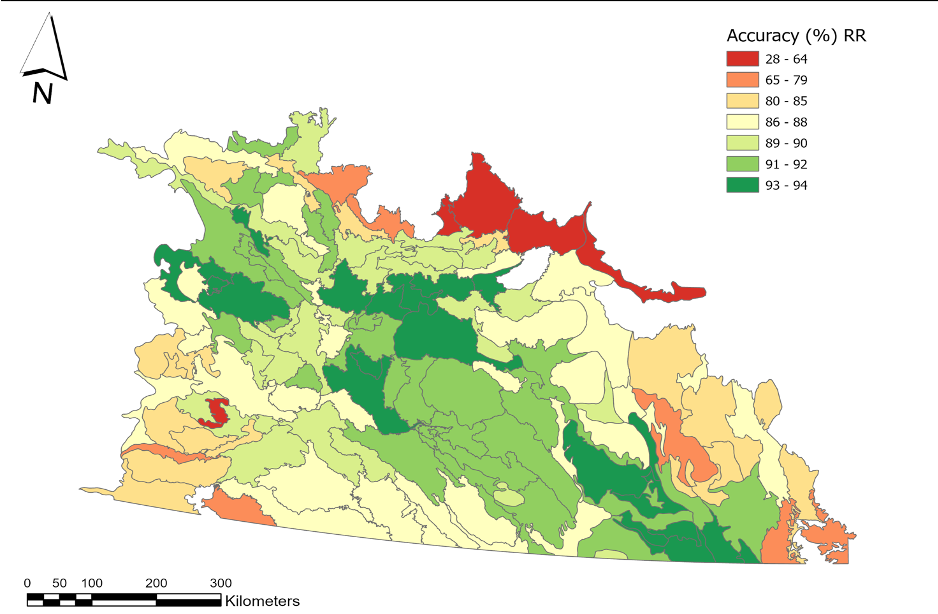 N
Accuracy (%) RR
28 - 64
65 - 79
80 - 85
86 - 88
89 - 90
91 - 92
93 - 94
0 50 100 200 300
Kilometers